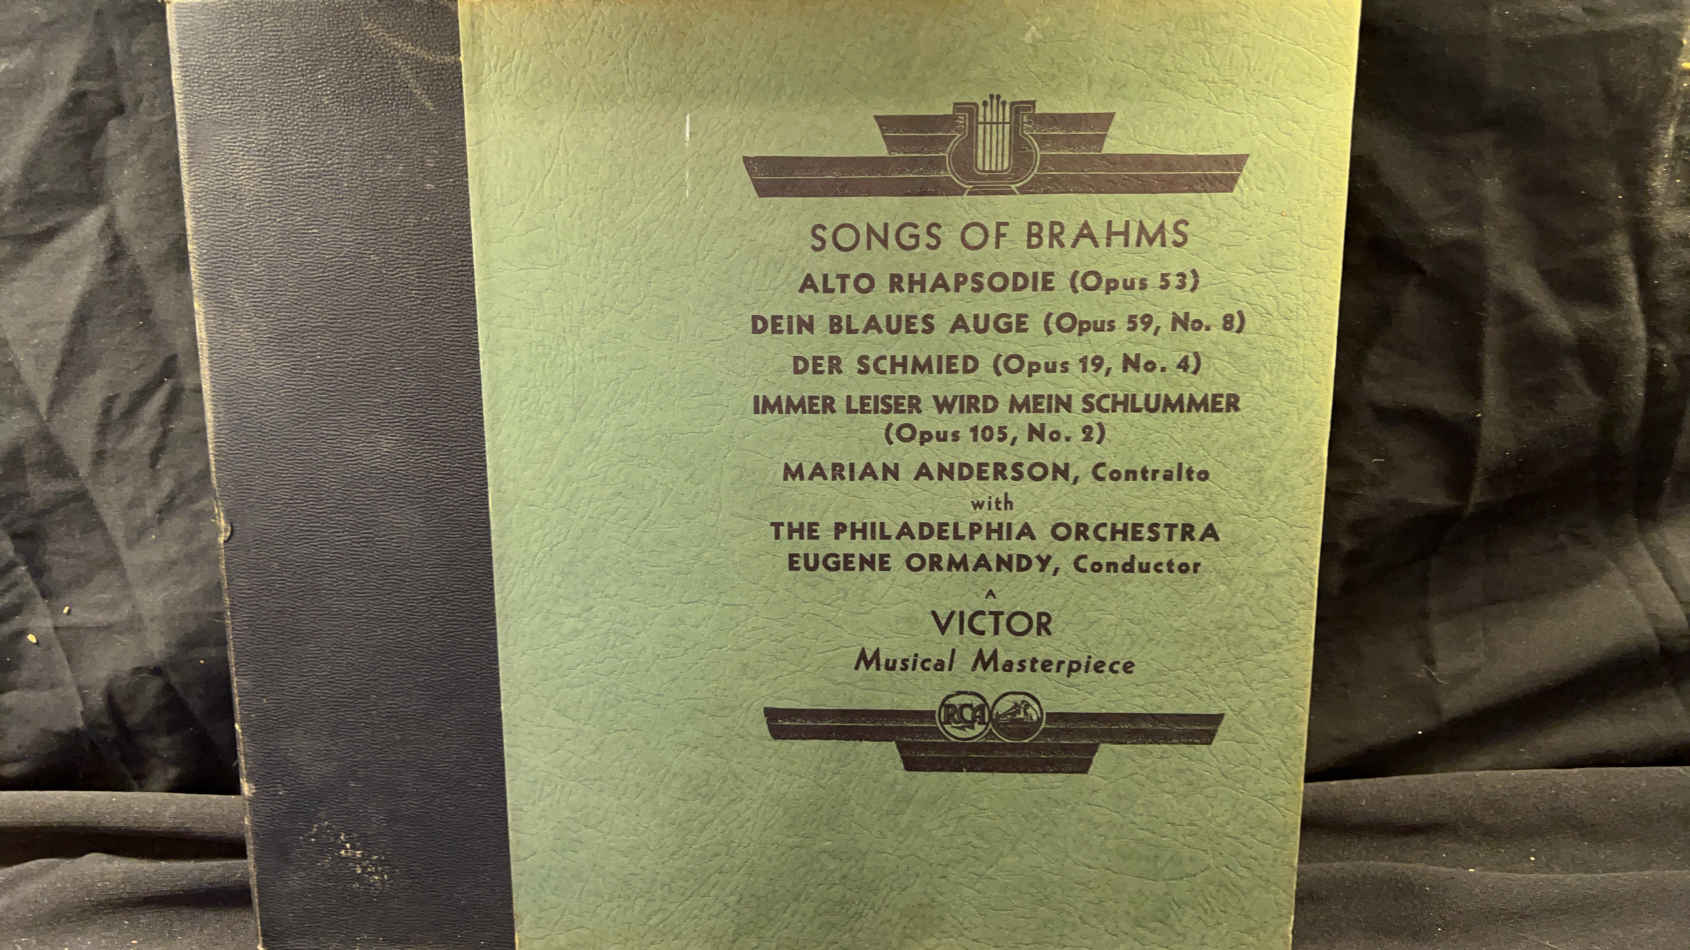 SONGS OF BRAHMS
ALTO RHAPSODIE (Opus 53)
DEIN BLAUES AUGE (Opus 59, No. 8)
DER SCHMIED (Opus 19, No. 4)
IMMER LEISER WIRD MEIN SCHLUMMER
(Opus 105, No. 2)
MARIAN ANDERSON, Contralto
with
THE PHILADELPHIA ORCHESTRA
EUGENE ORMANDY, Conductor
A
VICTOR
Musical Masterpiece
RCA